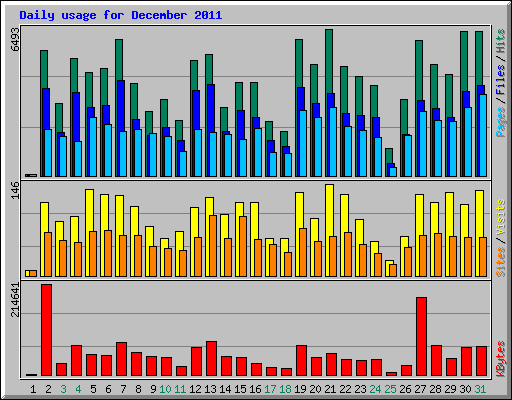 Daily usage for December 2011
6493
Pages / Files / Hits
146
Sites / Visits
214641
KBytes
1 2 3 4 5 6 7 8 9 10 11 12 13 14 15 16 17 18 19 20 21 22 23 24 25 26 27 28 29 30 31